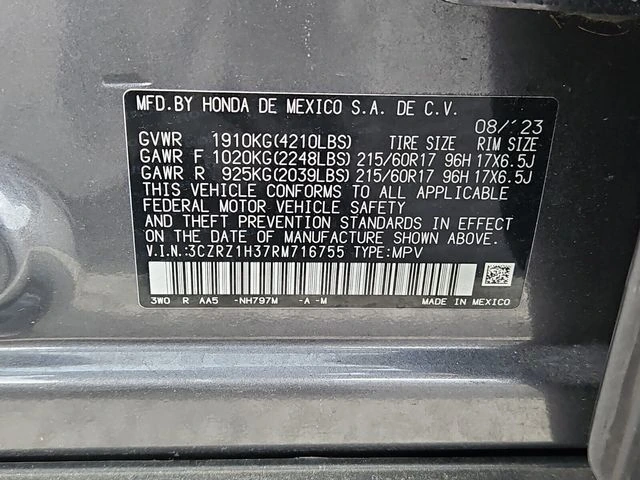 MFD.BY HONDA DE MEXICO S.A. DE C.V.
08/'23
GVWR 1910KG(4210LBS) TIRE SIZE RIM SIZE
GAWR F 1020KG(2248LBS) 215/60R17 96H 17X6.5J
GAWR R 925KG(2039LBS) 215/60R17 96H 17X6.5J
THIS VEHICLE CONFORMS TO ALL APPLICABLE
FEDERAL MOTOR VEHICLE SAFETY
AND THEFT PREVENTION STANDARDS IN EFFECT
ON THE DATE OF MANUFACTURE SHOWN ABOVE.
V.I.N.:3CZRZ1H37RM716755 TYPE:MPV
3W0 R AA5 -NH797M -A -M MADE IN MEXICO